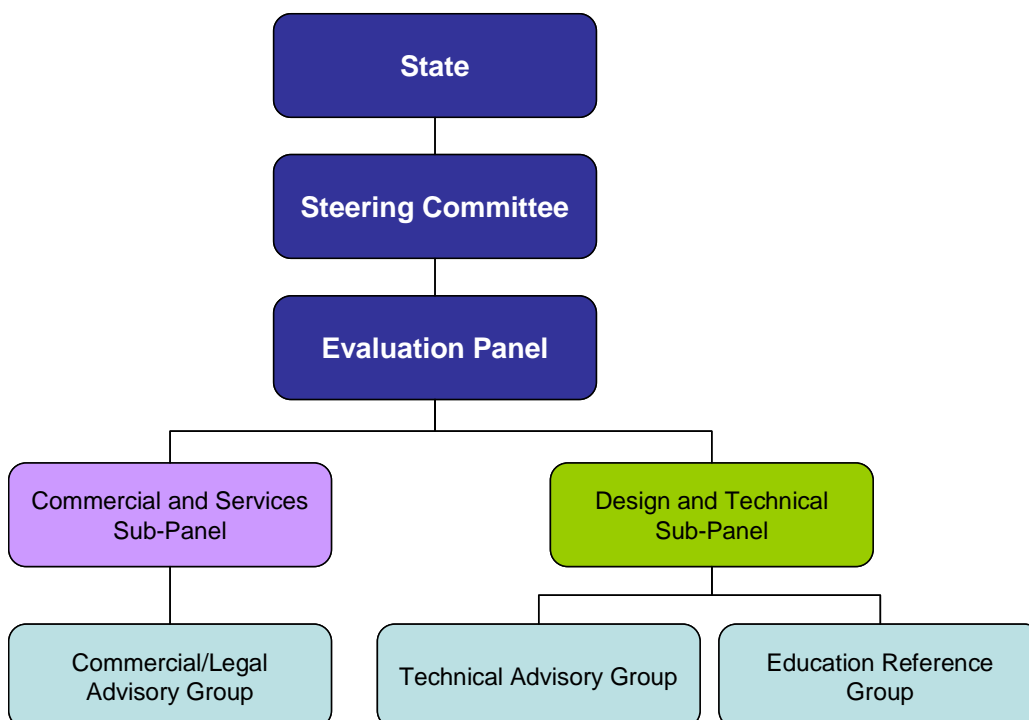 State
Steering Committee
Evaluation Panel
Commercial and Services
Sub-Panel
Design and Technical
Sub-Panel
Commercial/Legal
Advisory Group
Technical Advisory Group
Education Reference
Group